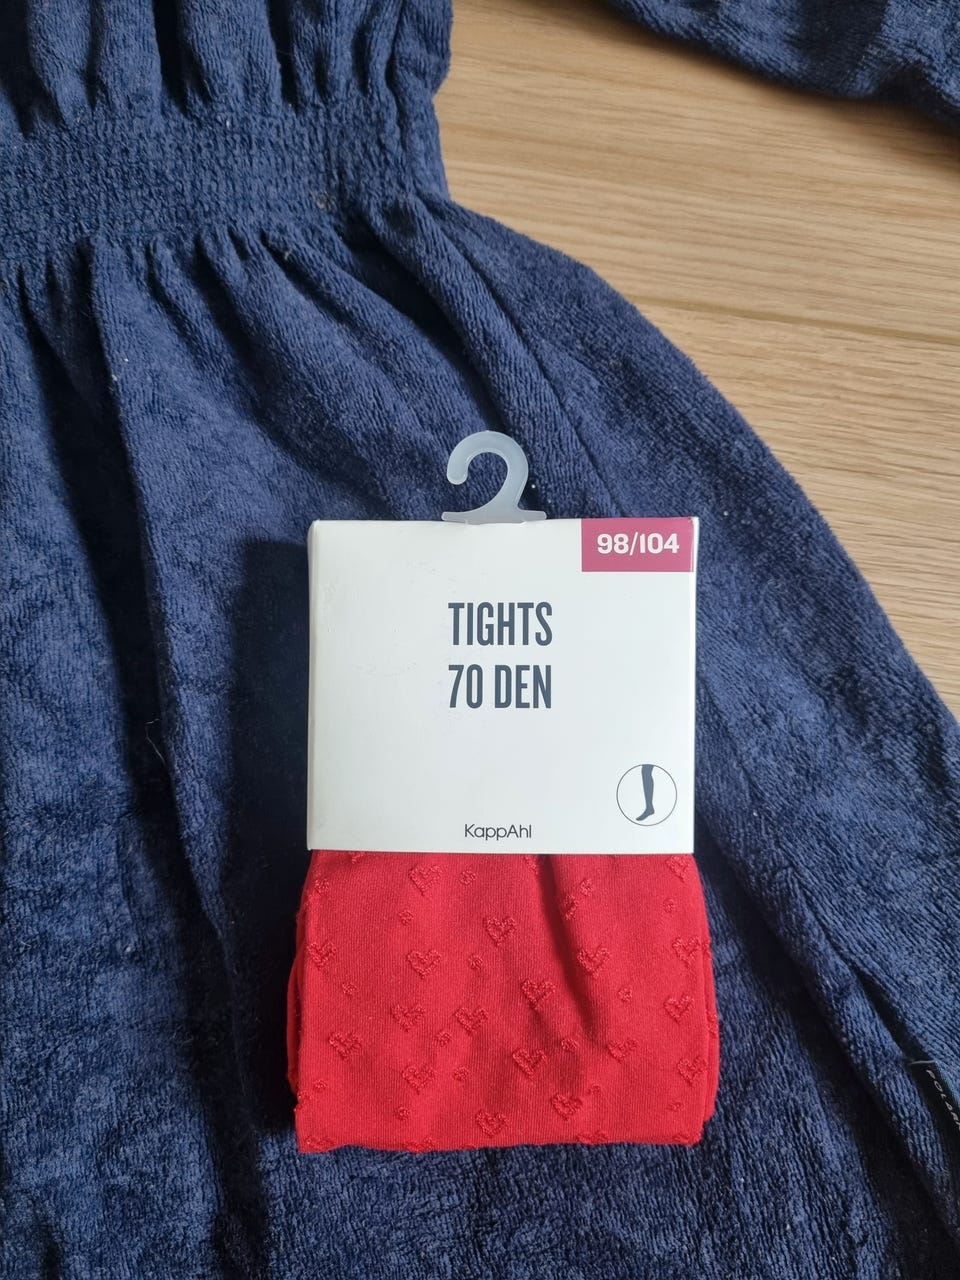 98/104
TIGHTS
70 DEN
KappAhl